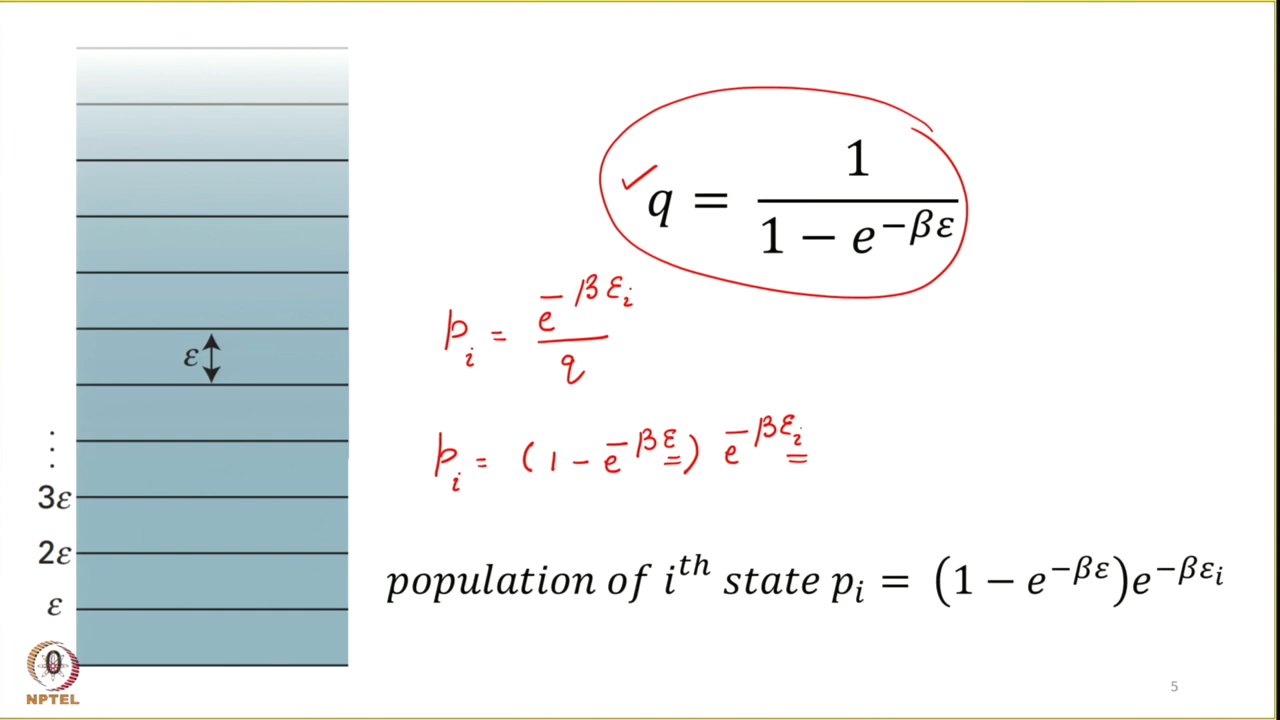 q = 1 / (1 − e^{−βε})
p_i = e^{−βε_i} / q
ε
p_i = (1 − e^{−βε}) e^{−βε_i}
⋮
3ε
2ε
population of i^{th} state p_i = (1 − e^{−βε})e^{−βε_i}
ε
0
NPTEL
5